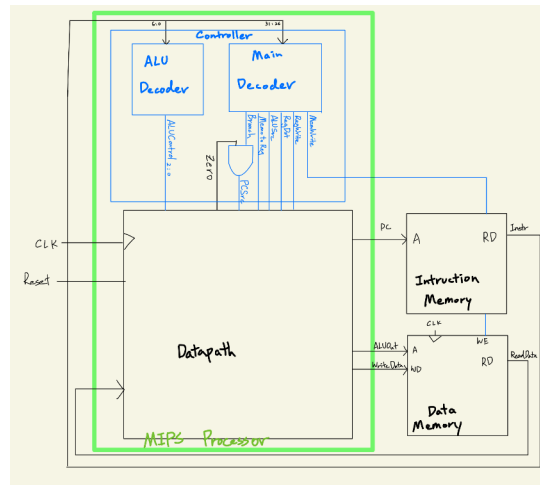 5:0
31:26
Controller
ALU
Decoder
Main
Decoder
ALUControl 2:0
Zero
Branch
PCSrc
MemtoReg
ALUSrc
RegDst
RegWrite
MemWrite
CLK
Reset
Datapath
PC
A
RD
Instr
Intruction
Memory
CLK
WE
ALUOut
A
RD
ReadData
WriteData
WD
Data
Memory
MIPS Processor